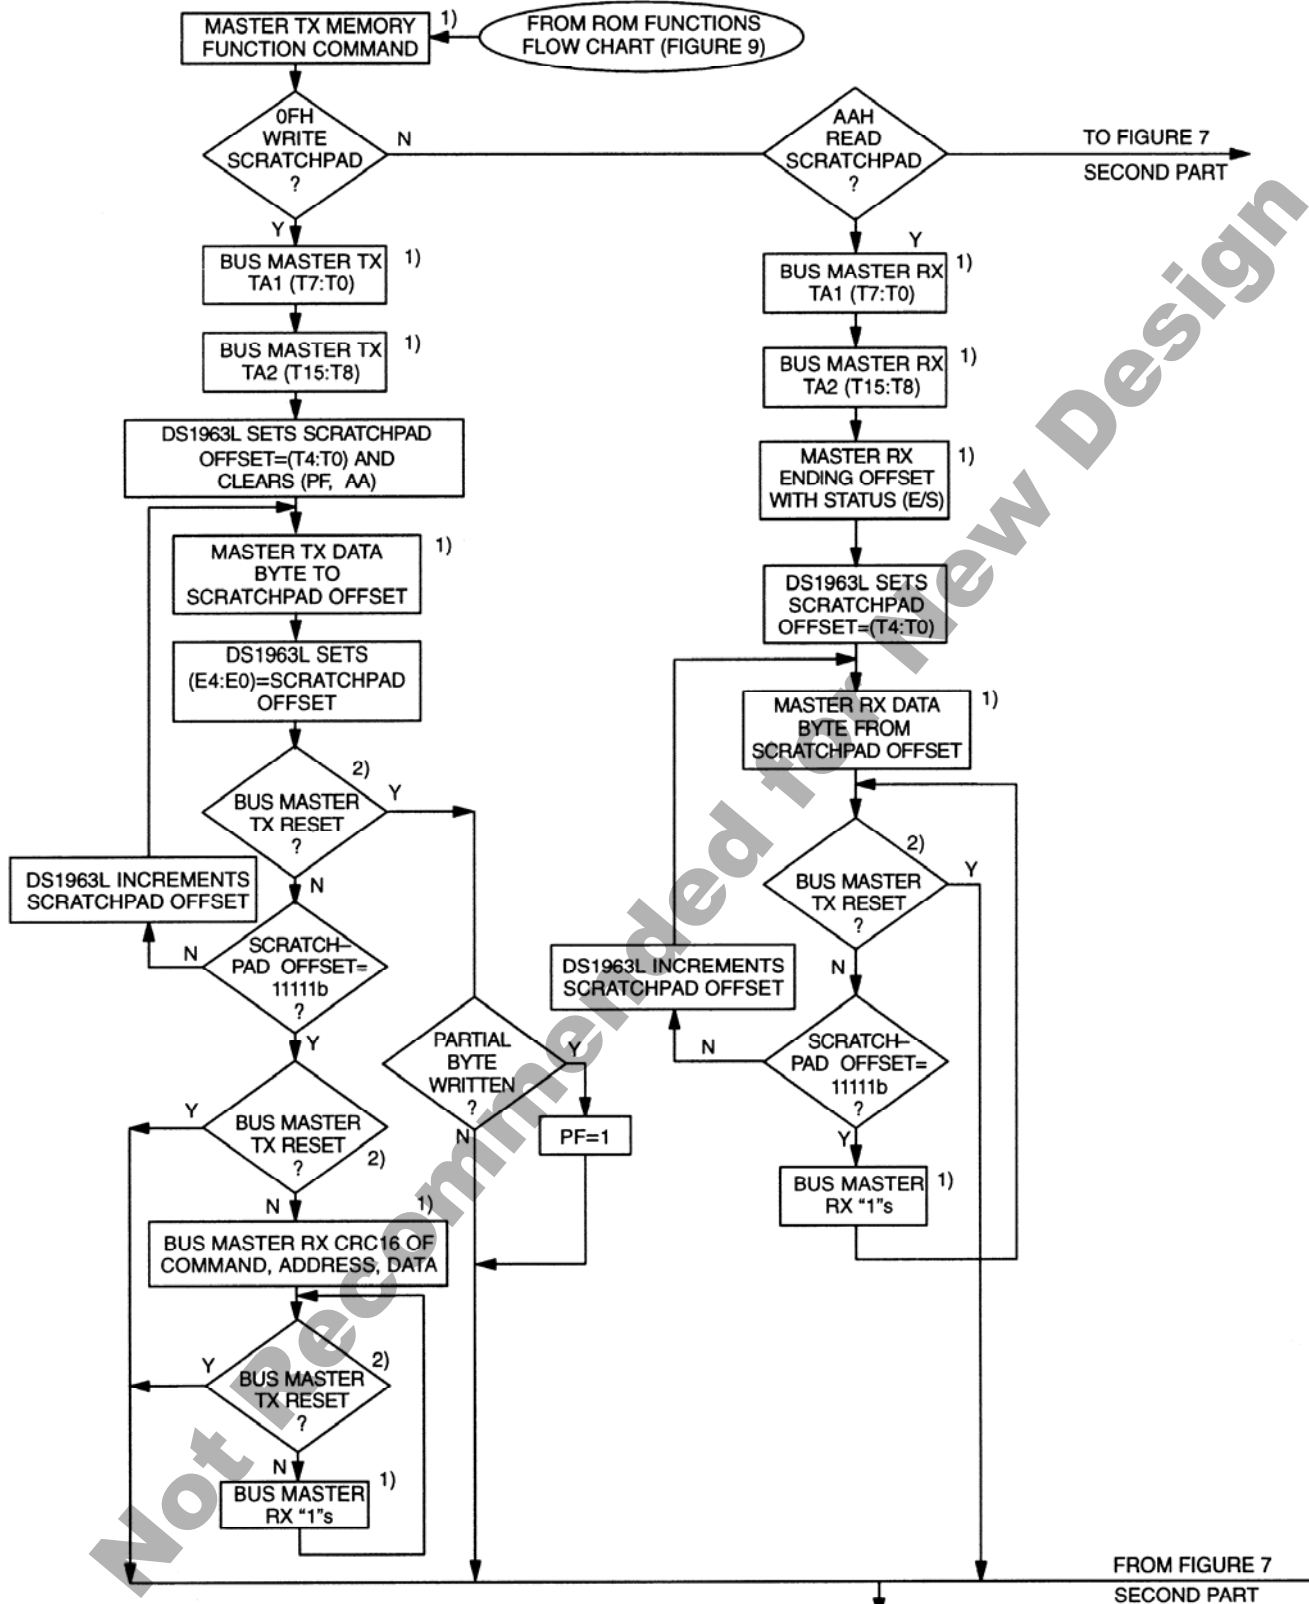 MASTER TX MEMORY
FUNCTION COMMAND
1)
FROM ROM FUNCTIONS
FLOW CHART (FIGURE 9)
0FH
WRITE
SCRATCHPAD
?
N
Y
AAH
READ
SCRATCHPAD
?
Y
TO FIGURE 7
SECOND PART
BUS MASTER TX
TA1 (T7:T0)
1)
BUS MASTER TX
TA2 (T15:T8)
1)
DS1963L SETS SCRATCHPAD
OFFSET=(T4:T0) AND
CLEARS (PF, AA)
MASTER TX DATA
BYTE TO
SCRATCHPAD OFFSET
1)
DS1963L SETS
(E4:E0)=SCRATCHPAD
OFFSET
BUS MASTER
TX RESET
?
2)
Y
N
DS1963L INCREMENTS
SCRATCHPAD OFFSET
SCRATCH–
PAD OFFSET=
11111b
?
N
Y
BUS MASTER
TX RESET
?
2)
Y
N
PARTIAL
BYTE
WRITTEN
?
Y
N
PF=1
BUS MASTER RX CRC16 OF
COMMAND, ADDRESS, DATA
1)
BUS MASTER
TX RESET
?
2)
Y
N
BUS MASTER
RX "1"s
1)
BUS MASTER RX
TA1 (T7:T0)
1)
BUS MASTER RX
TA2 (T15:T8)
1)
MASTER RX
ENDING OFFSET
WITH STATUS (E/S)
1)
DS1963L SETS
SCRATCHPAD
OFFSET=(T4:T0)
MASTER RX DATA
BYTE FROM
SCRATCHPAD OFFSET
1)
BUS MASTER
TX RESET
?
2)
Y
N
DS1963L INCREMENTS
SCRATCHPAD OFFSET
SCRATCH–
PAD OFFSET=
11111b
?
N
Y
BUS MASTER
RX "1"s
1)
FROM FIGURE 7
SECOND PART
Not Recommended for New Design